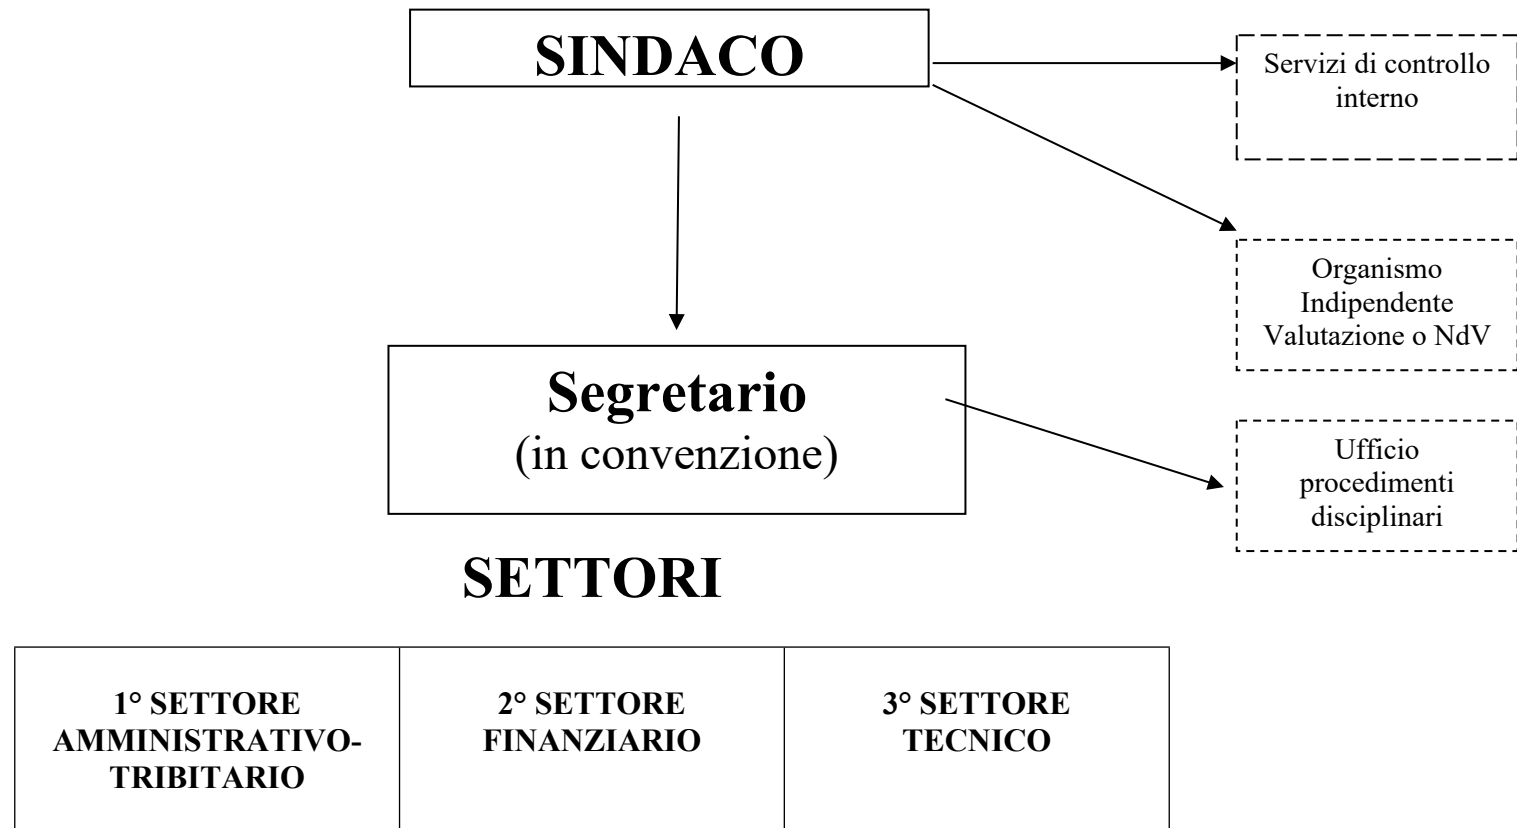 SINDACO
Servizi di controllo
interno
Organismo
Indipendente
Valutazione o NdV
Segretario
(in convenzione)
Ufficio
procedimenti
disciplinari
SETTORI
1° SETTORE
AMMINISTRATIVO-
TRIBITARIO
2° SETTORE
FINANZIARIO
3° SETTORE
TECNICO